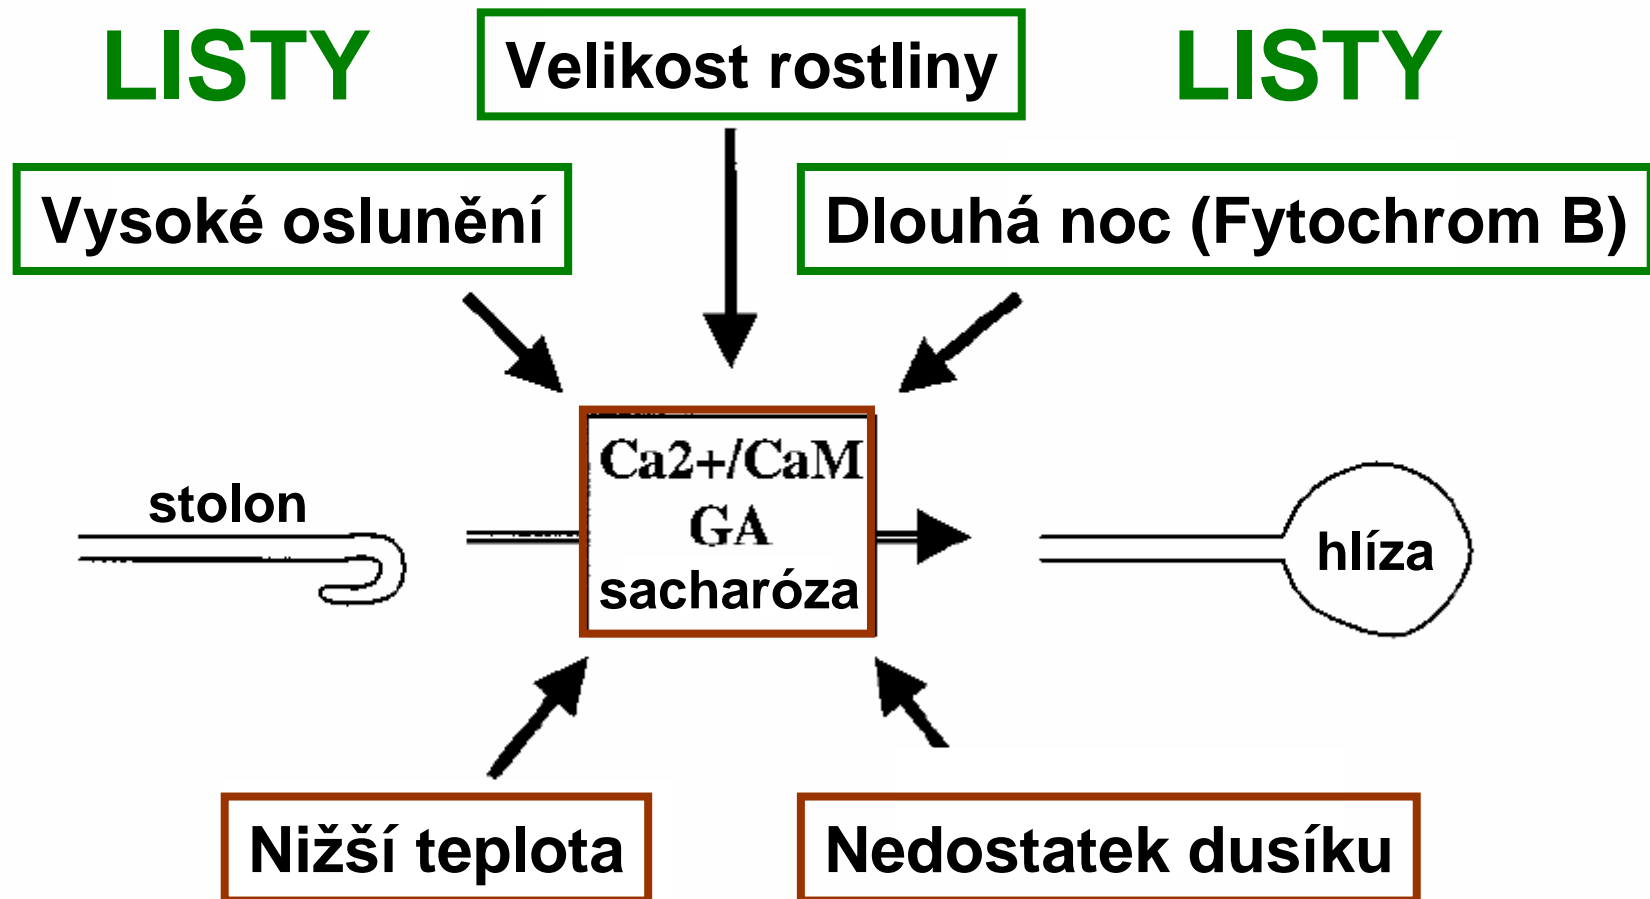 LISTY
Velikost rostliny
LISTY
Vysoké oslunění
Dlouhá noc (Fytochrom B)
Ca2+/CaM
GA
sacharóza
stolon
hlíza
Nižší teplota
Nedostatek dusíku